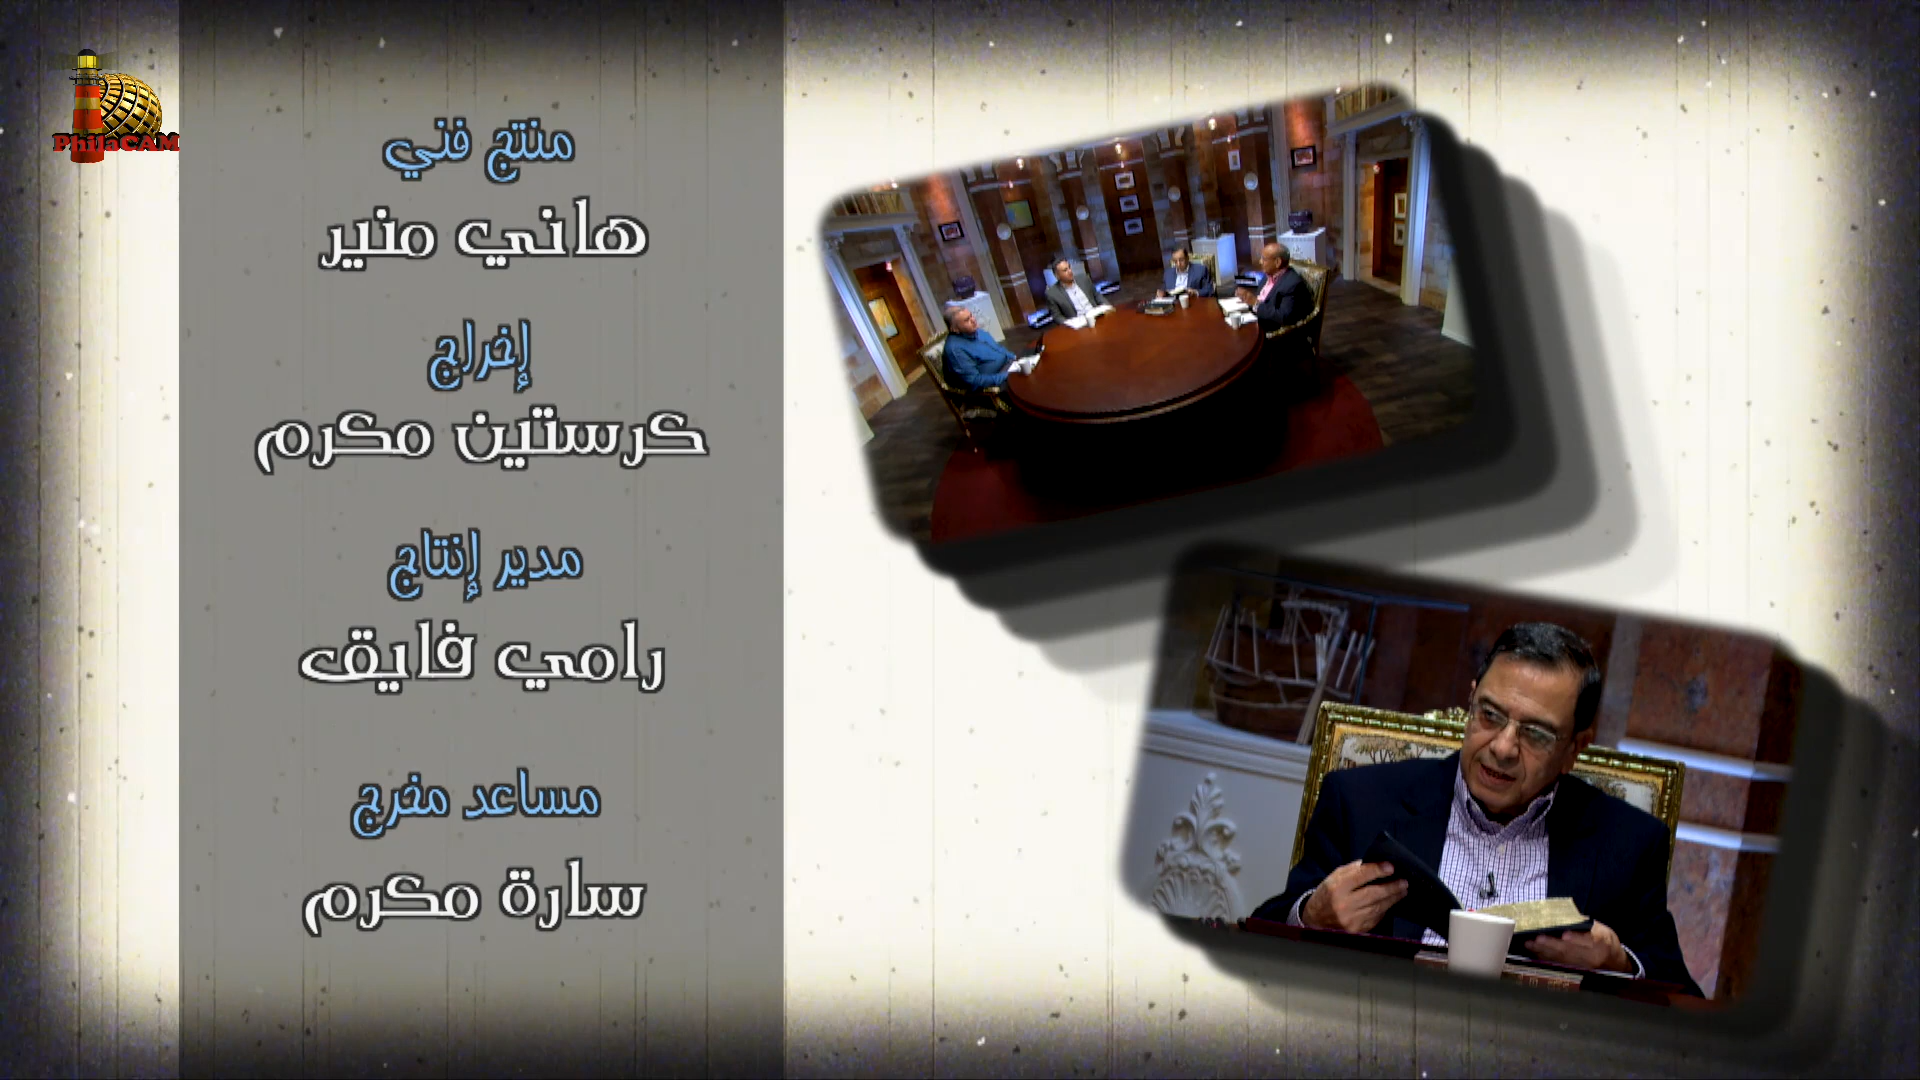 PhilaCAM
منتج فني
هاني منير
إخراج
كرستين مكرم
مدير إنتاج
رامي فايق
مساعد مخرج
سارة مكرم